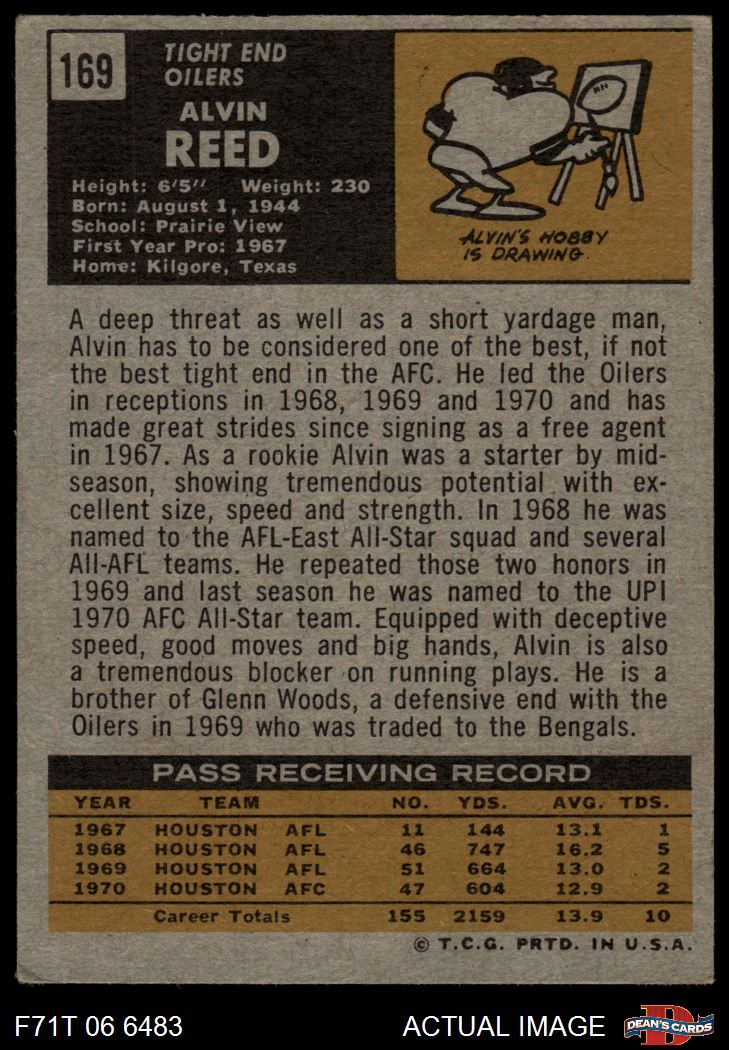 169
TIGHT END
OILERS
ALVIN
REED
Height: 6'5" Weight: 230
Born: August 1, 1944
School: Prairie View
First Year Pro: 1967
Home: Kilgore, Texas
ALVIN'S HOBBY
IS DRAWING.
A deep threat as well as a short yardage man,
Alvin has to be considered one of the best, if not
the best tight end in the AFC. He led the Oilers
in receptions in 1968, 1969 and 1970 and has
made great strides since signing as a free agent
in 1967. As a rookie Alvin was a starter by mid-
season, showing tremendous potential with ex-
cellent size, speed and strength. In 1968 he was
named to the AFL-East All-Star squad and several
All-AFL teams. He repeated those two honors in
1969 and last season he was named to the UPI
1970 AFC All-Star team. Equipped with deceptive
speed, good moves and big hands, Alvin is also
a tremendous blocker on running plays. He is a
brother of Glenn Woods, a defensive end with the
Oilers in 1969 who was traded to the Bengals.
PASS RECEIVING RECORD
YEAR TEAM NO. YDS. AVG. TDS.
1967 HOUSTON AFL 11 144 13.1 1
1968 HOUSTON AFL 46 747 16.2 5
1969 HOUSTON AFL 51 664 13.0 2
1970 HOUSTON AFC 47 604 12.9 2
Career Totals 155 2159 13.9 10
© T.C.G. PRTD. IN U.S.A.
F71T 06 6483 ACTUAL IMAGE D DEAN'S CARDS